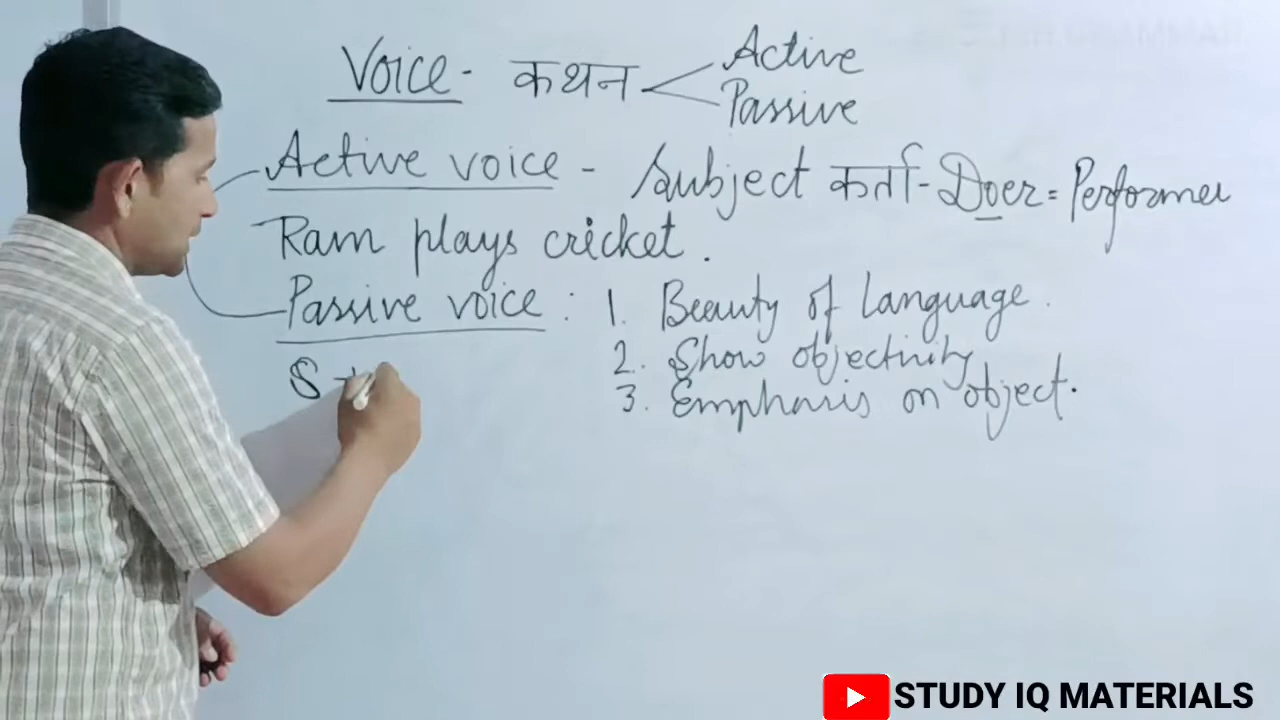 Voice - कथन Active
Passive
Active voice - Subject कर्ता - Doer = Performer
Ram plays cricket.
Passive voice : 1. Beauty of language.
2. Show objectivity
3. Emphasis on object.
S +
STUDY IQ MATERIALS